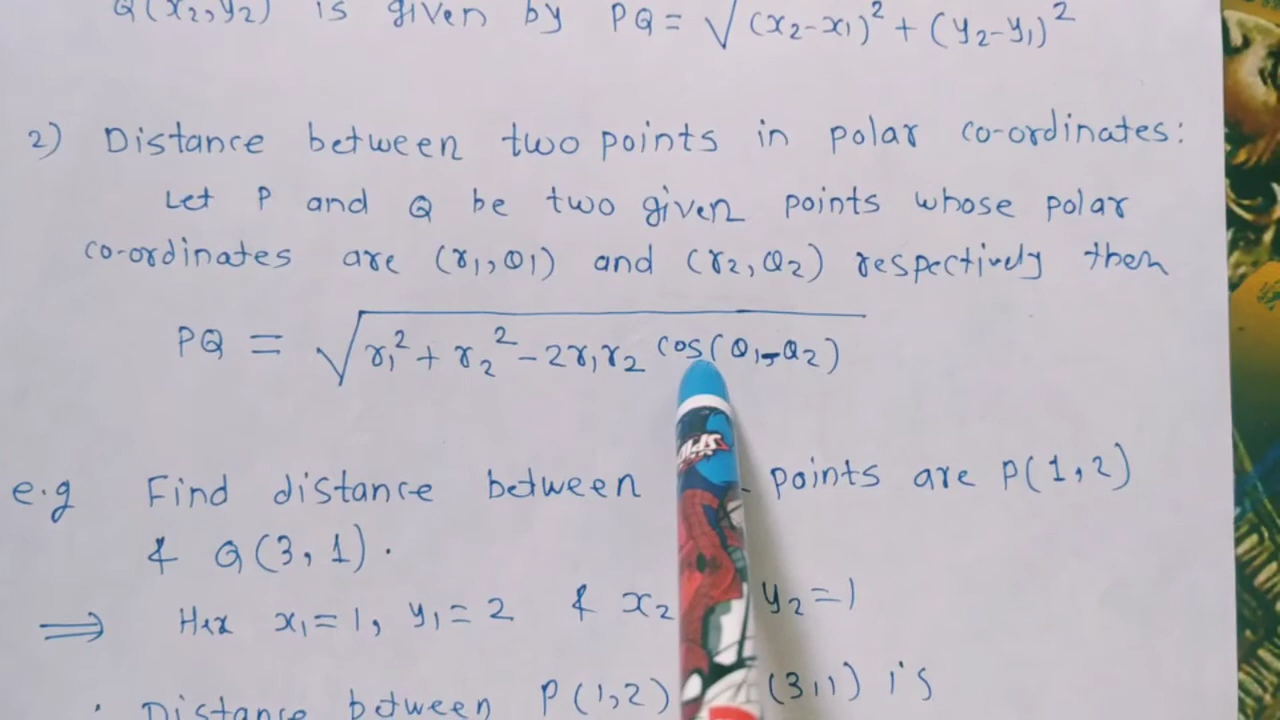 Q(x₂,y₂) is given by PQ = √(x₂-x₁)² + (y₂-y₁)²
2) Distance between two points in polar co-ordinates:
Let P and Q be two given points whose polar
co-ordinates are (r₁,θ₁) and (r₂,θ₂) respectively then
PQ = √r₁² + r₂² - 2r₁r₂ cos(θ₁-θ₂)
e.g Find distance between points are P(1,2)
& Q(3,1).
⇒ Her x₁=1, y₁=2 & x₂ y₂=1
Distance between P(1,2) (3,1) is